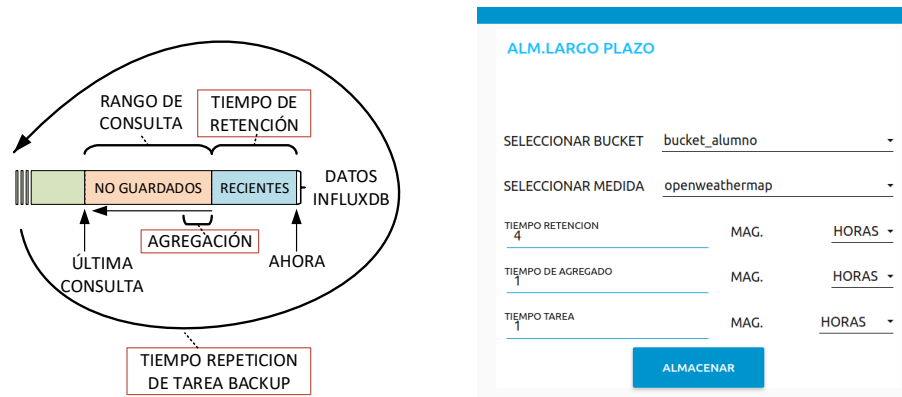 RANGO DE
CONSULTA
TIEMPO DE
RETENCIÓN
NO GUARDADOS
RECIENTES
DATOS
INFLUXDB
AGREGACIÓN
ÚLTIMA
CONSULTA
AHORA
TIEMPO REPETICION
DE TAREA BACKUP
ALM.LARGO PLAZO
SELECCIONAR BUCKET bucket_alumno
SELECCIONAR MEDIDA openweathermap
TIEMPO RETENCION
4 MAG. HORAS
TIEMPO DE AGREGADO
1 MAG. HORAS
TIEMPO TAREA
1 MAG. HORAS
ALMACENAR